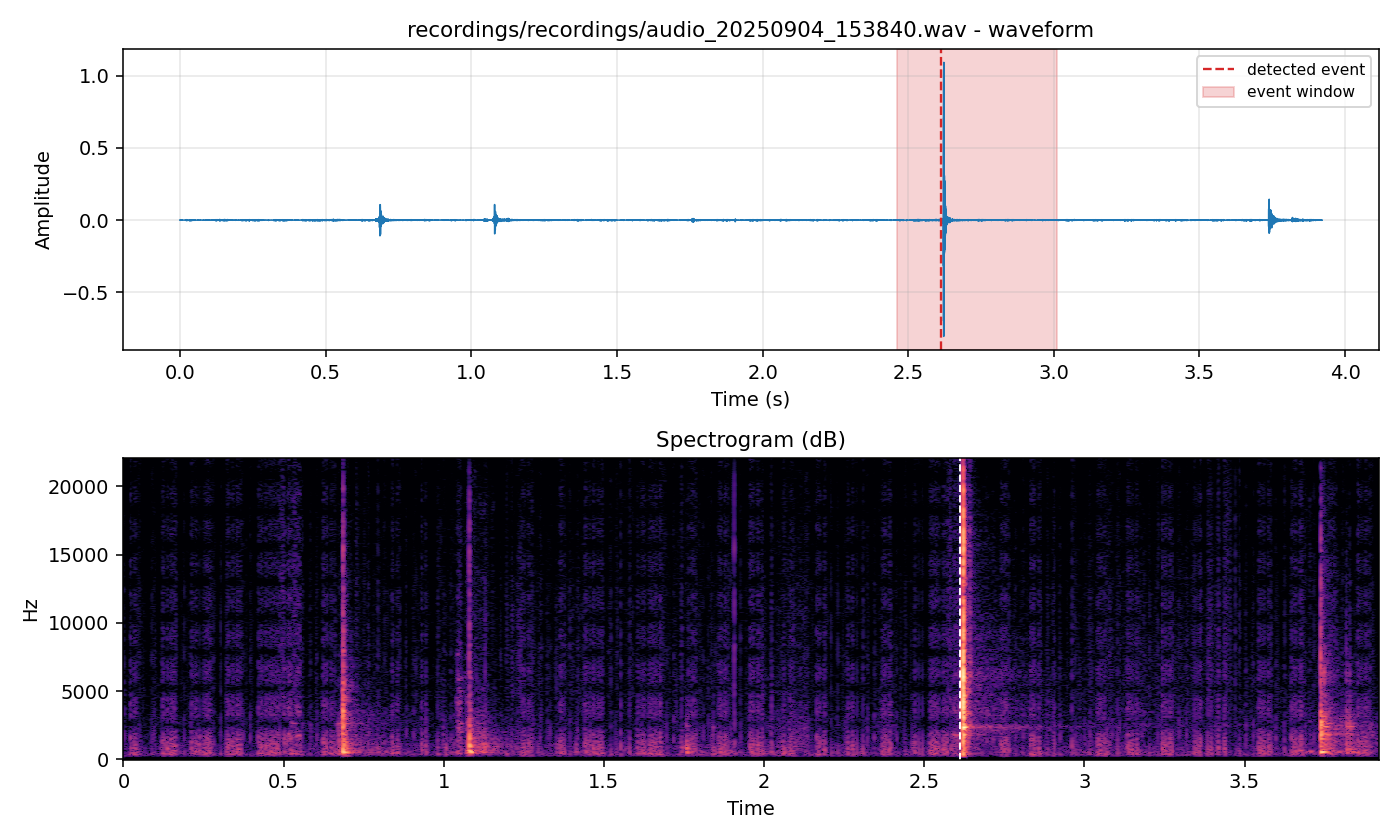 recordings/recordings/audio_20250904_153840.wav - waveform
1.0
0.5
0.0
−0.5
Amplitude
detected event
event window
0.0 0.5 1.0 1.5 2.0 2.5 3.0 3.5 4.0
Time (s)
Spectrogram (dB)
20000
15000
10000
5000
0
Hz
0 0.5 1 1.5 2 2.5 3 3.5
Time